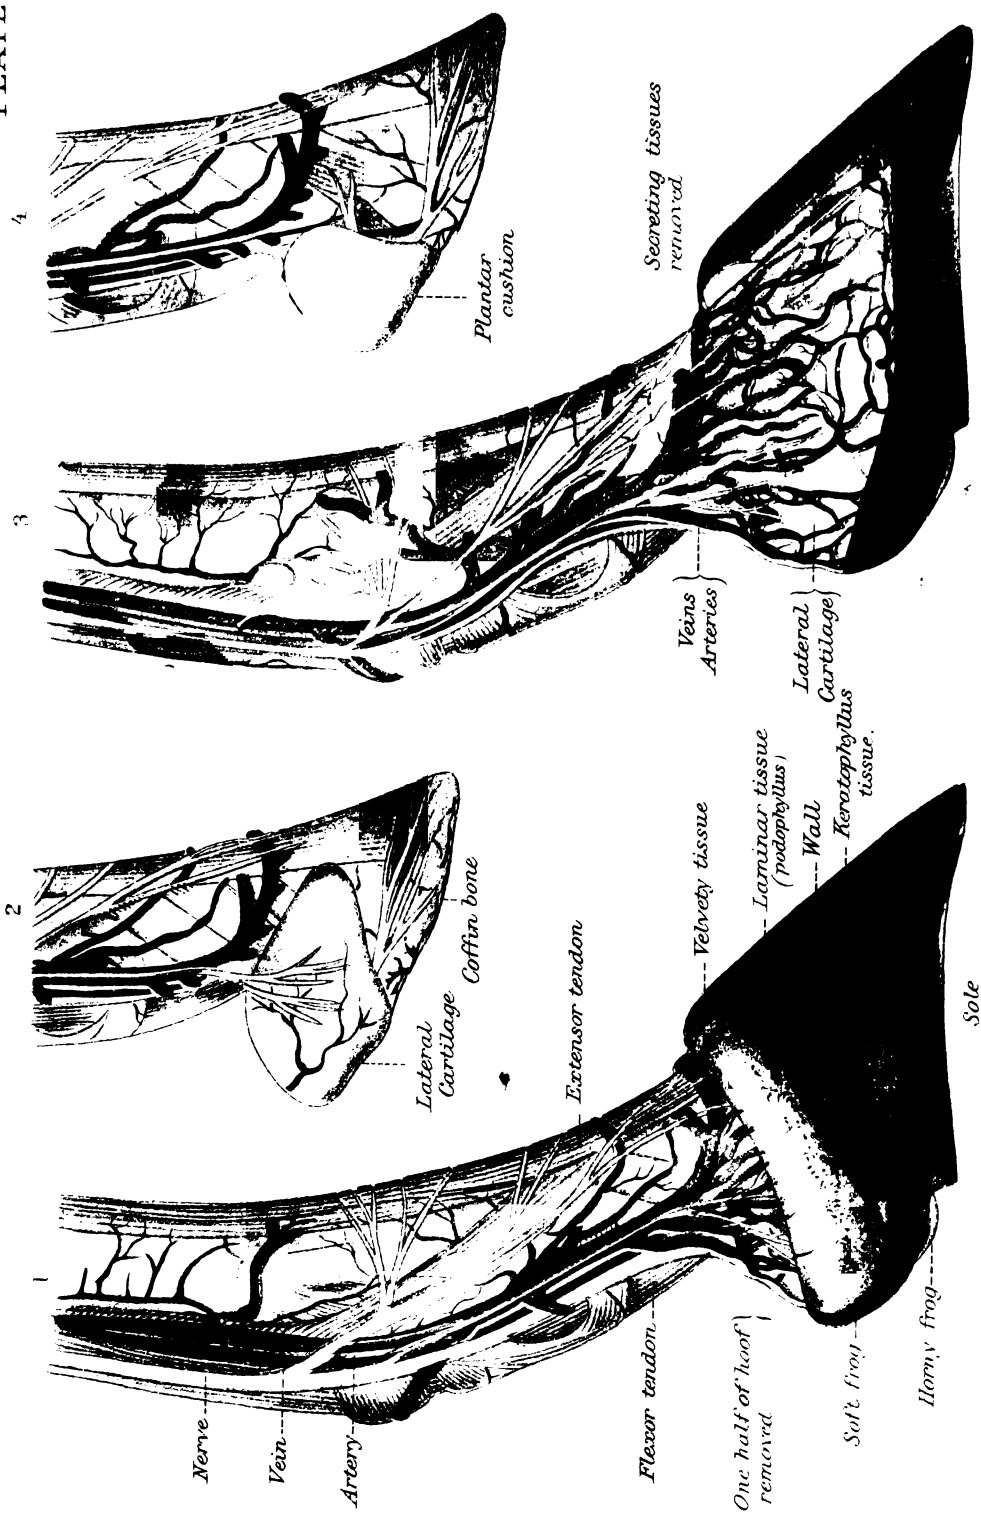 PLATE
1
Nerve
Vein
Artery
Flexor tendon
One half of hoof
removed
Soft frog
Horny frog
Extensor tendon
Velvety tissue
Laminar tissue
(podophyllus)
Wall
Keratophyllus
tissue.
Sole
2
Lateral
Cartilage
Coffin bone
3
Veins
Arteries
Lateral
Cartilage
Secreting tissues
removed
4
Plantar
cushion